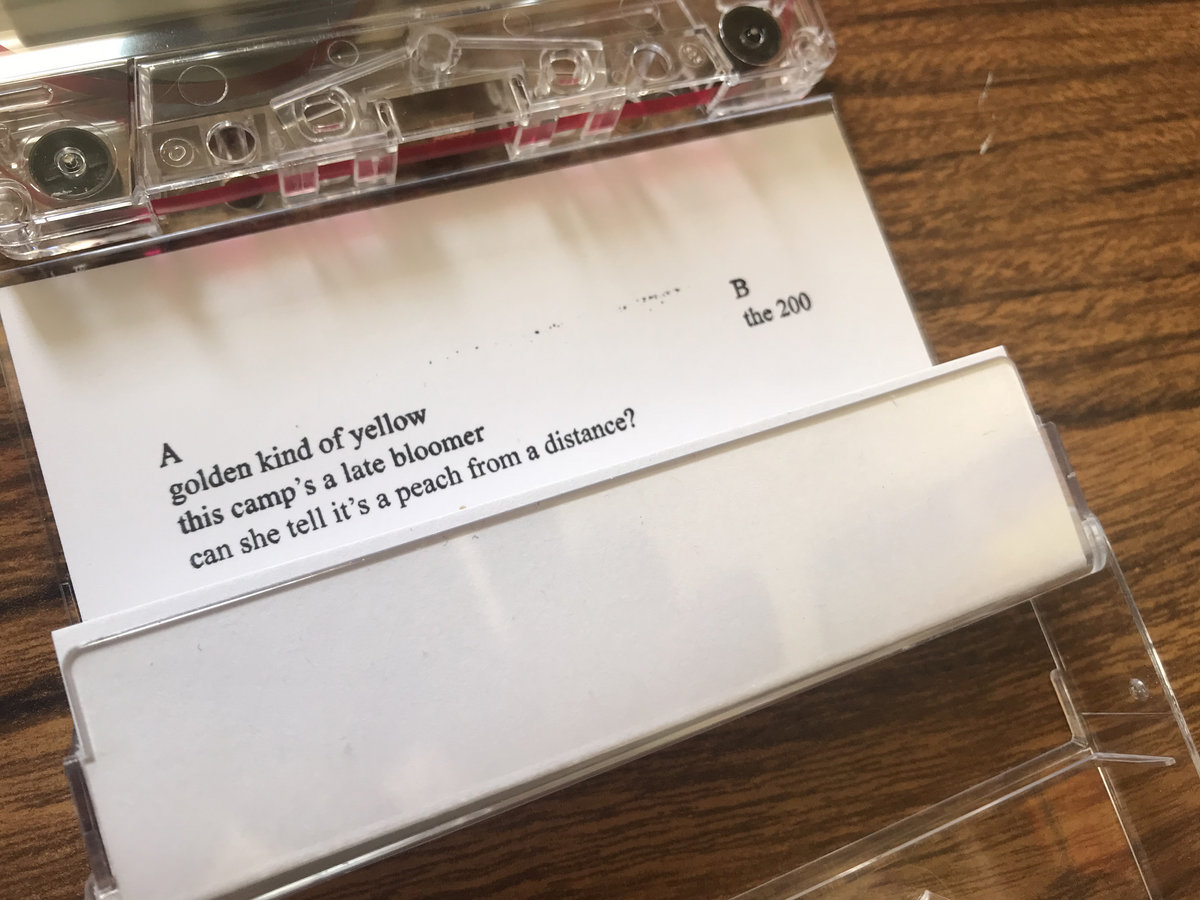 A
golden kind of yellow
this camp's a late bloomer
can she tell it's a peach from a distance?
B
the 200